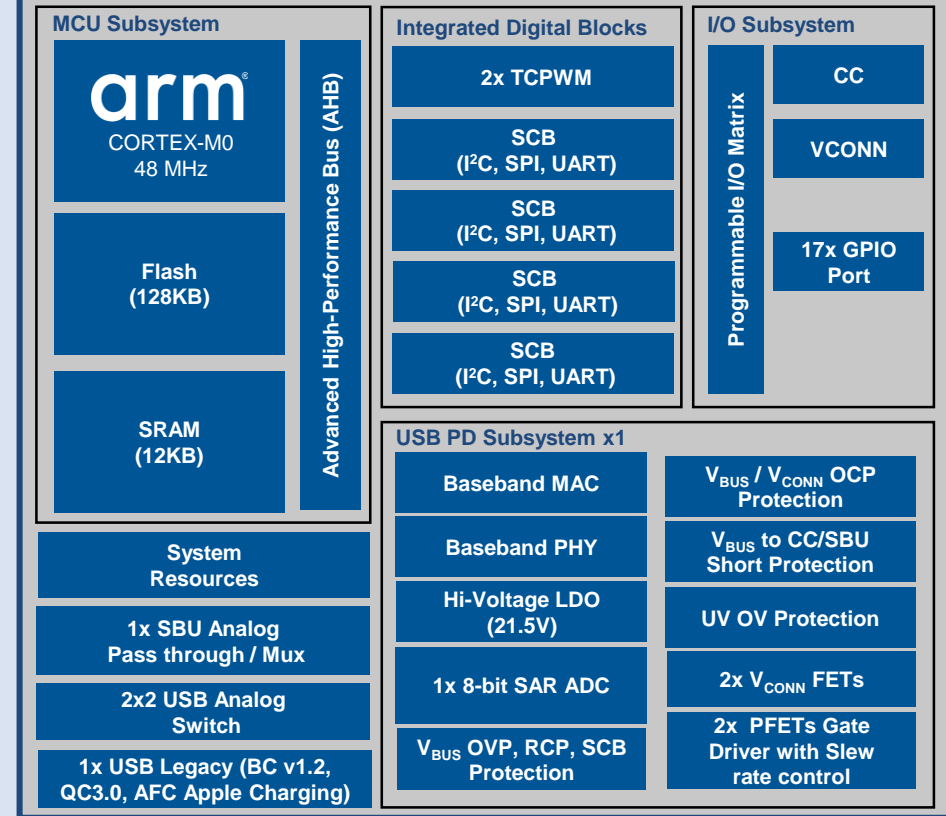 MCU Subsystem
arm®
CORTEX-M0
48 MHz
Flash
(128KB)
SRAM
(12KB)
Advanced High-Performance Bus (AHB)
System
Resources
1x SBU Analog
Pass through / Mux
2x2 USB Analog
Switch
1x USB Legacy (BC v1.2,
QC3.0, AFC Apple Charging)
Integrated Digital Blocks
2x TCPWM
SCB
(I²C, SPI, UART)
SCB
(I²C, SPI, UART)
SCB
(I²C, SPI, UART)
SCB
(I²C, SPI, UART)
I/O Subsystem
Programmable I/O Matrix
CC
VCONN
17x GPIO
Port
USB PD Subsystem x1
Baseband MAC
Baseband PHY
Hi-Voltage LDO
(21.5V)
1x 8-bit SAR ADC
VBUS OVP, RCP, SCB
Protection
VBUS / VCONN OCP
Protection
VBUS to CC/SBU
Short Protection
UV OV Protection
2x VCONN FETs
2x PFETs Gate
Driver with Slew
rate control